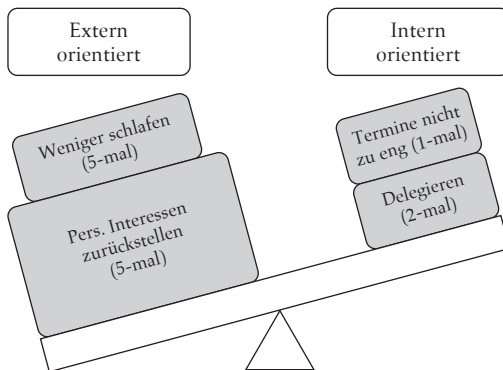 Extern
orientiert
Intern
orientiert
Weniger schlafen
(5-mal)
Pers. Interessen
zurückstellen
(5-mal)
Termine nicht
zu eng (1-mal)
Delegieren
(2-mal)